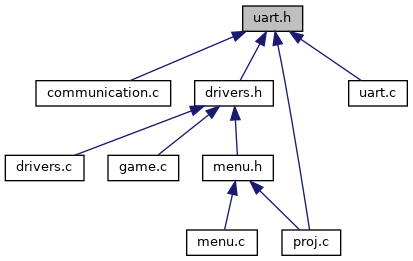 uart.h
communication.c
drivers.h
uart.c
drivers.c
game.c
menu.h
menu.c
proj.c